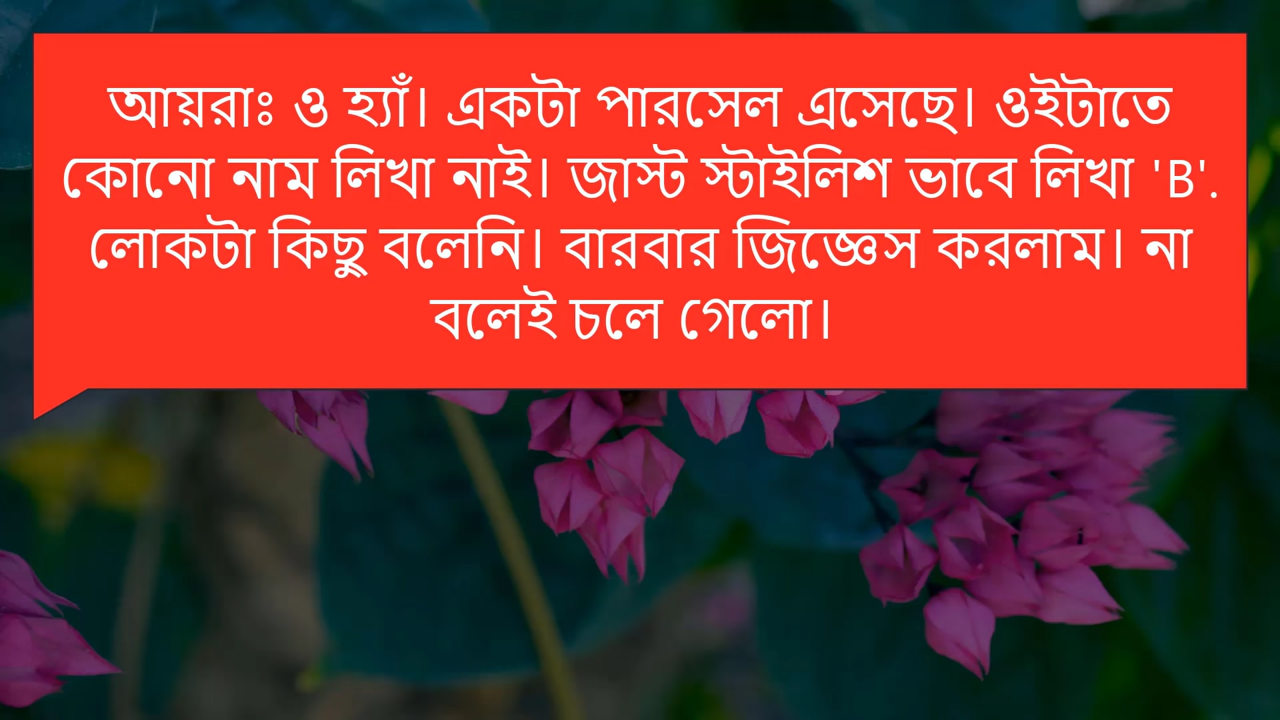 আয়রাঃ ও হ্যাঁ। একটা পারসেল এসেছে। ওইটাতে
কোনো নাম লিখা নাই। জাস্ট স্টাইলিশ ভাবে লিখা 'B'.
লোকটা কিছু বলেনি। বারবার জিজ্ঞেস করলাম। না
বলেই চলে গেলো।